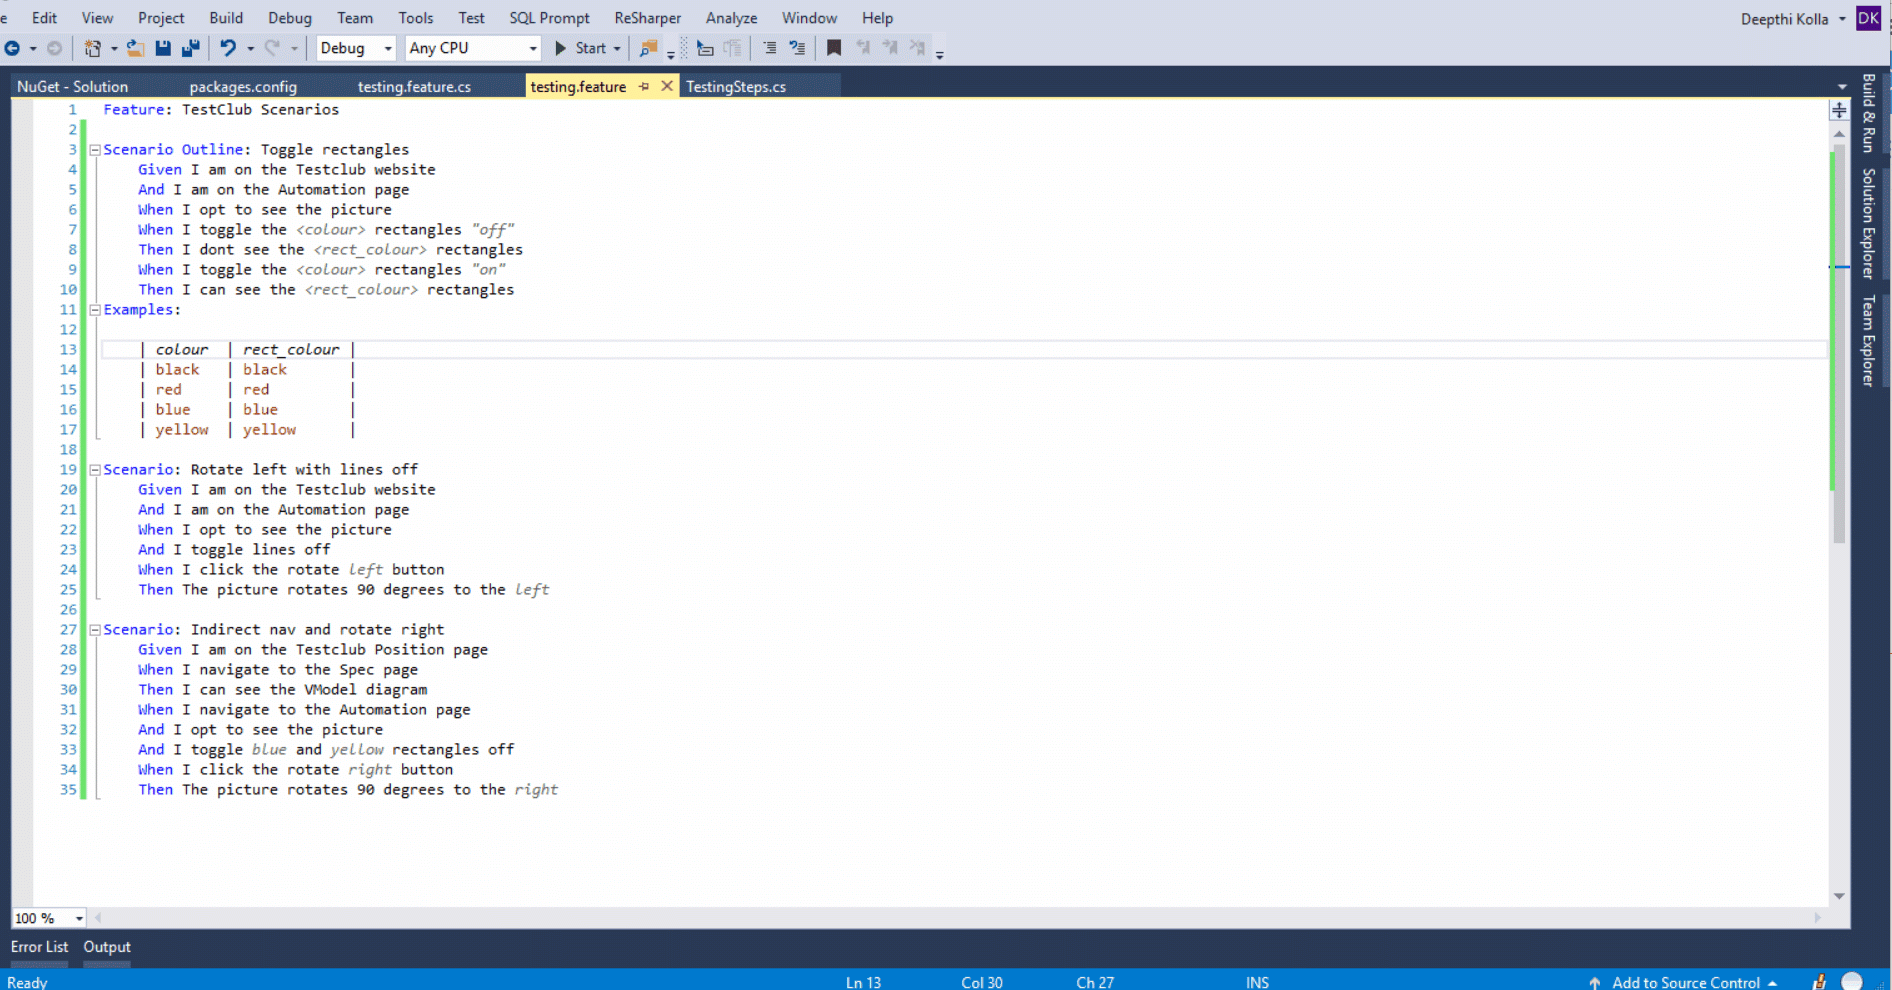 e Edit View Project Build Debug Team Tools Test SQL Prompt ReSharper Analyze Window Help Deepthi Kolla DK
Debug Any CPU Start
NuGet - Solution packages.config testing.feature.cs testing.feature TestingSteps.cs
1 Feature: TestClub Scenarios
2
3 Scenario Outline: Toggle rectangles
4 Given I am on the Testclub website
5 And I am on the Automation page
6 When I opt to see the picture
7 When I toggle the <colour> rectangles "off"
8 Then I dont see the <rect_colour> rectangles
9 When I toggle the <colour> rectangles "on"
10 Then I can see the <rect_colour> rectangles
11 Examples:
12
13 | colour | rect_colour |
14 | black | black |
15 | red | red |
16 | blue | blue |
17 | yellow | yellow |
18
19 Scenario: Rotate left with lines off
20 Given I am on the Testclub website
21 And I am on the Automation page
22 When I opt to see the picture
23 And I toggle lines off
24 When I click the rotate left button
25 Then The picture rotates 90 degrees to the left
26
27 Scenario: Indirect nav and rotate right
28 Given I am on the Testclub Position page
29 When I navigate to the Spec page
30 Then I can see the VModel diagram
31 When I navigate to the Automation page
32 And I opt to see the picture
33 And I toggle blue and yellow rectangles off
34 When I click the rotate right button
35 Then The picture rotates 90 degrees to the right
Build & Run
Solution Explorer
Team Explorer
100 %
Error List Output
Ready Ln 13 Col 30 Ch 27 INS Add to Source Control